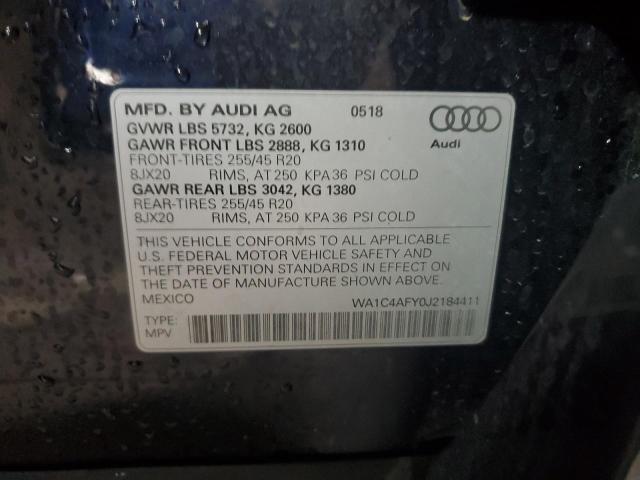 MFD. BY AUDI AG 0518
GVWR LBS 5732, KG 2600
GAWR FRONT LBS 2888, KG 1310
FRONT-TIRES 255/45 R20
8JX20 RIMS, AT 250 KPA 36 PSI COLD
GAWR REAR LBS 3042, KG 1380
REAR-TIRES 255/45 R20
8JX20 RIMS, AT 250 KPA 36 PSI COLD
Audi
THIS VEHICLE CONFORMS TO ALL APPLICABLE
U.S. FEDERAL MOTOR VEHICLE SAFETY AND
THEFT PREVENTION STANDARDS IN EFFECT ON
THE DATE OF MANUFACTURE SHOWN ABOVE.
MEXICO WA1C4AFY0J2184411
TYPE:
MPV